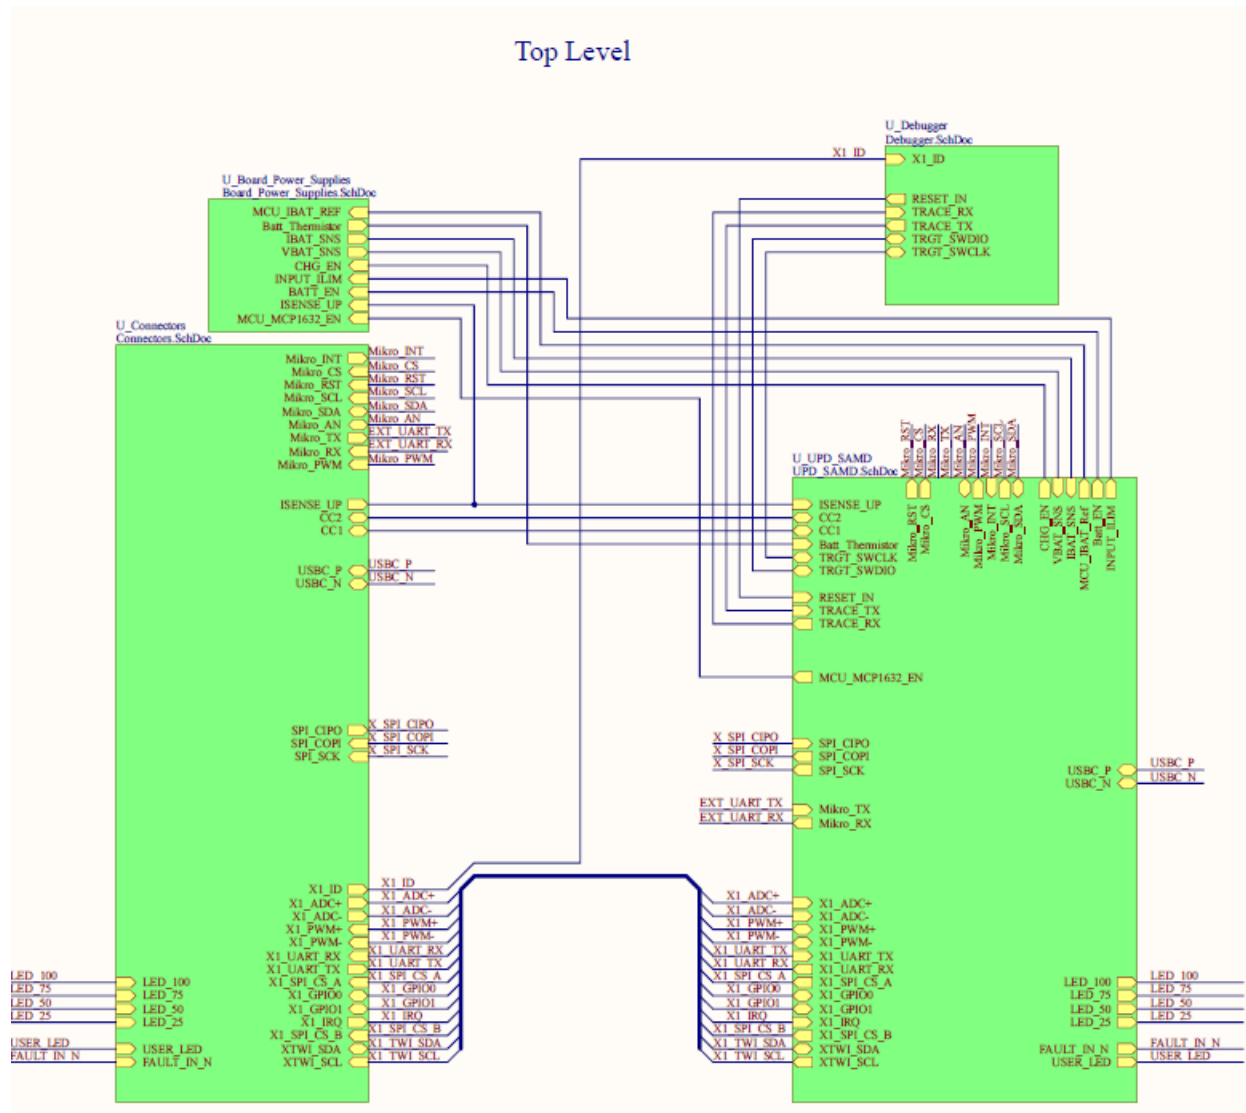 Top Level
U_Debugger
Debugger.SchDoc
X1_ID
X1_ID
RESET_IN
TRACE_RX
TRACE_TX
TRGT_SWDIO
TRGT_SWCLK
U_Board_Power_Supplies
Board_Power_Supplies.SchDoc
MCU_IBAT_REF
Batt_Thermistor
IBAT_SNS
VBAT_SNS
CHG_EN
INPUT_ILIM
BATT_EN
ISENSE_UP
MCU_MCP1632_EN
U_Connectors
Connectors.SchDoc
Mikro_INT Mikro_INT
Mikro_CS Mikro_CS
Mikro_RST Mikro_RST
Mikro_SCL Mikro_SCL
Mikro_SDA Mikro_SDA
Mikro_AN Mikro_AN
Mikro_TX EXT_UART_TX
Mikro_RX EXT_UART_RX
Mikro_PWM Mikro_PWM
ISENSE_UP
CC2
CC1
USBC_P USBC_P
USBC_N USBC_N
SPI_CIPO X_SPI_CIPO
SPI_COPI X_SPI_COPI
SPI_SCK X_SPI_SCK
X1_ID X1_ID
X1_ADC+ X1_ADC+
X1_ADC- X1_ADC-
X1_PWM+ X1_PWM+
X1_PWM- X1_PWM-
X1_UART_RX X1_UART_RX
X1_UART_TX X1_UART_TX
X1_SPI_CS_A X1_SPI_CS_A
X1_GPIO0 X1_GPIO0
X1_GPIO1 X1_GPIO1
X1_IRQ X1_IRQ
X1_SPI_CS_B X1_SPI_CS_B
XTWI_SDA X1_TWI_SDA
XTWI_SCL X1_TWI_SCL
LED_100 LED_100
LED_75 LED_75
LED_50 LED_50
LED_25 LED_25
USER_LED USER_LED
FAULT_IN_N FAULT_IN_N
U_UPD_SAMD
UPD_SAMD.SchDoc
Mikro_RST
Mikro_CS
Mikro_RX
Mikro_TX
Mikro_AN
Mikro_PWM
Mikro_INT
Mikro_SCL
Mikro_SDA
Mikro_RST
Mikro_CS
Mikro_AN
Mikro_PWM
Mikro_INT
Mikro_SCL
Mikro_SDA
CHG_EN
VBAT_SNS
IBAT_SNS
MCU_IBAT_Ref
Batt_EN
INPUT_ILIM
ISENSE_UP
CC2
CC1
Batt_Thermistor
TRGT_SWCLK
TRGT_SWDIO
RESET_IN
TRACE_TX
TRACE_RX
MCU_MCP1632_EN
X_SPI_CIPO SPI_CIPO
X_SPI_COPI SPI_COPI
X_SPI_SCK SPI_SCK
EXT_UART_TX Mikro_TX
EXT_UART_RX Mikro_RX
USBC_P USBC_P
USBC_N USBC_N
X1_ADC+ X1_ADC+
X1_ADC- X1_ADC-
X1_PWM+ X1_PWM+
X1_PWM- X1_PWM-
X1_UART_TX X1_UART_TX
X1_UART_RX X1_UART_RX
X1_SPI_CS_A X1_SPI_CS_A
X1_GPIO0 X1_GPIO0
X1_GPIO1 X1_GPIO1
X1_IRQ X1_IRQ
X1_SPI_CS_B X1_SPI_CS_B
X1_TWI_SDA XTWI_SDA
X1_TWI_SCL XTWI_SCL
LED_100 LED_100
LED_75 LED_75
LED_50 LED_50
LED_25 LED_25
FAULT_IN_N FAULT_IN_N
USER_LED USER_LED